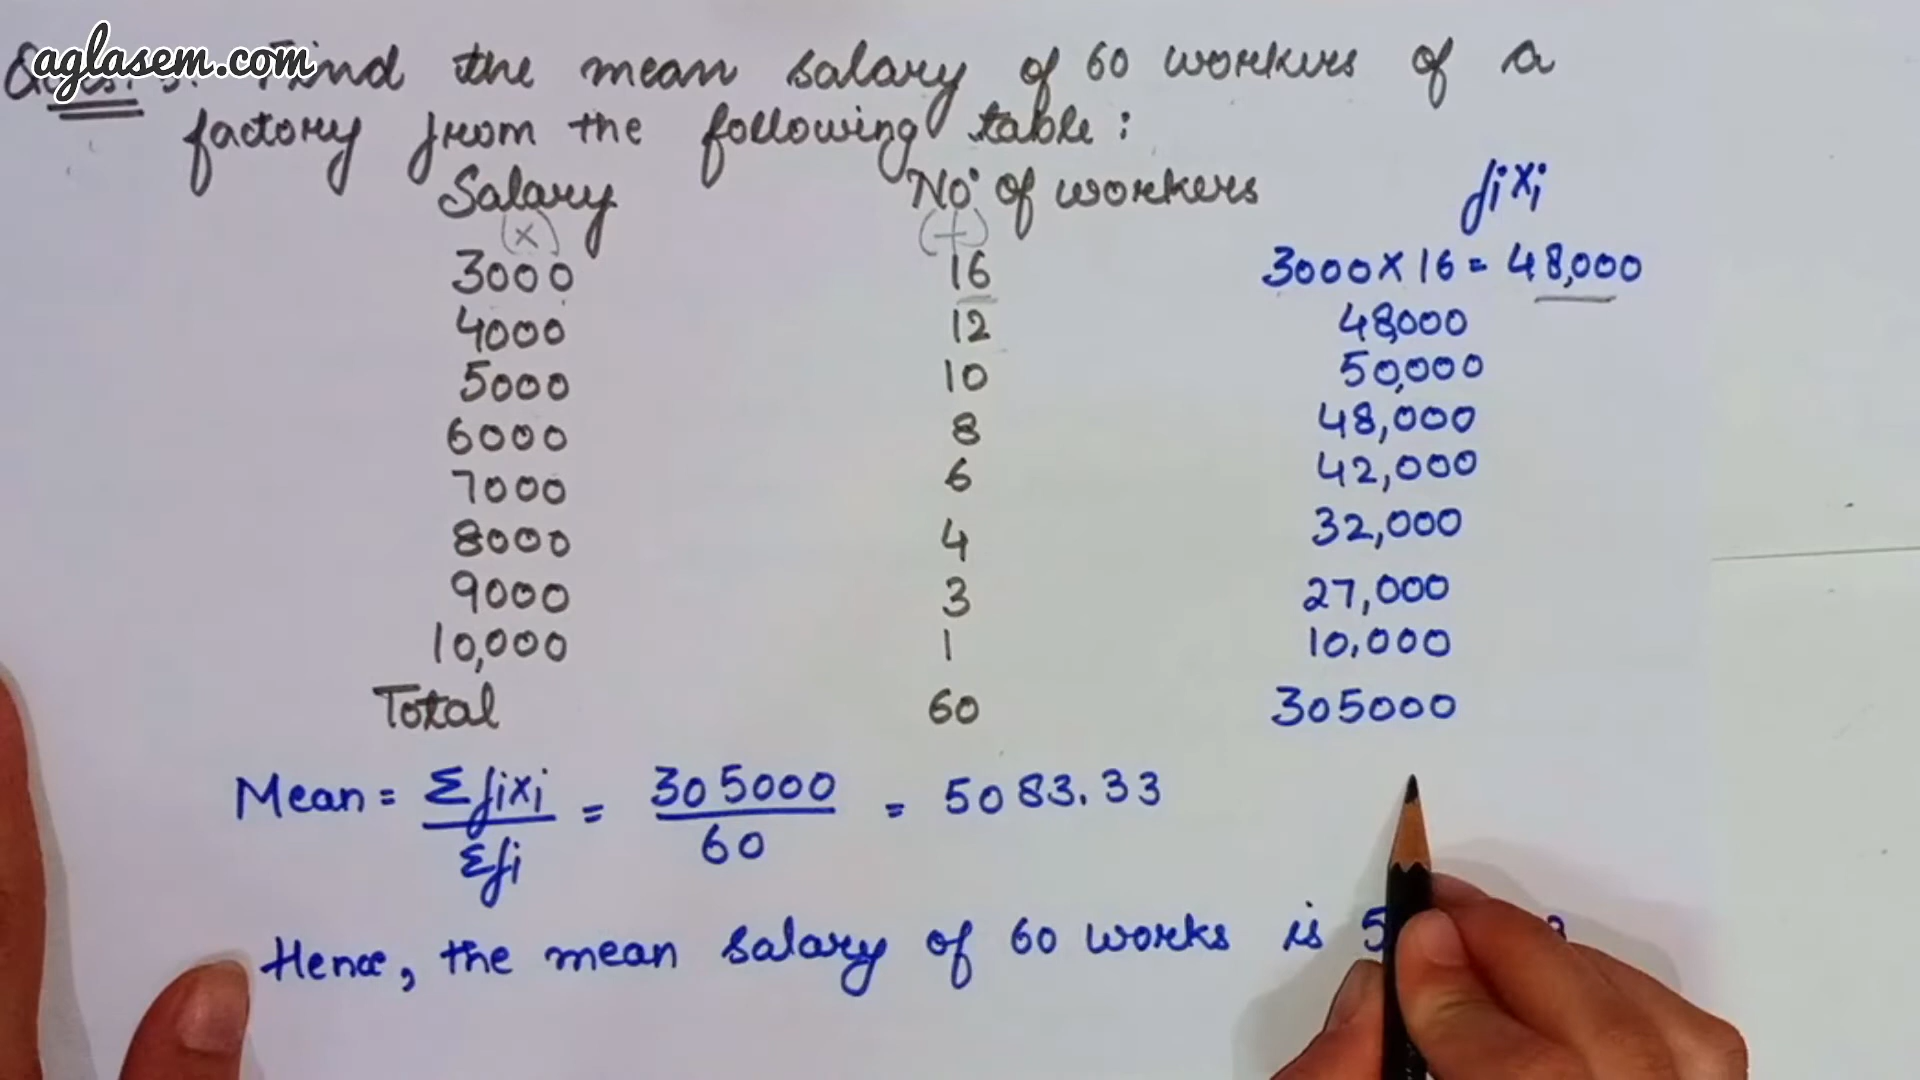 aglasem.com
Find the mean salary of 60 workers of a
factory from the following table:
Salary No. of workers fixi
(x) (f)
3000 16 3000 x 16 = 48,000
4000 12 48,000
5000 10 50,000
6000 8 48,000
7000 6 42,000
8000 4 32,000
9000 3 27,000
10,000 1 10,000
Total 60 305000
Mean = Σfixi / Σfi = 305000 / 60 = 5083.33
Hence, the mean salary of 60 works is 5